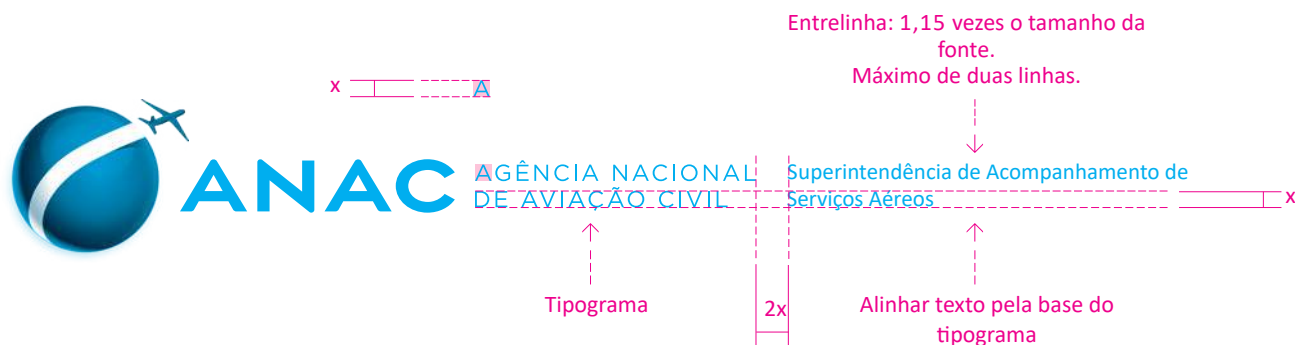 Entrelinha: 1,15 vezes o tamanho da
fonte.
Máximo de duas linhas.
x
A
ANAC
AGÊNCIA NACIONAL
DE AVIAÇÃO CIVIL
Superintendência de Acompanhamento de
Serviços Aéreos
x
Tipograma
2x
Alinhar texto pela base do
tipograma